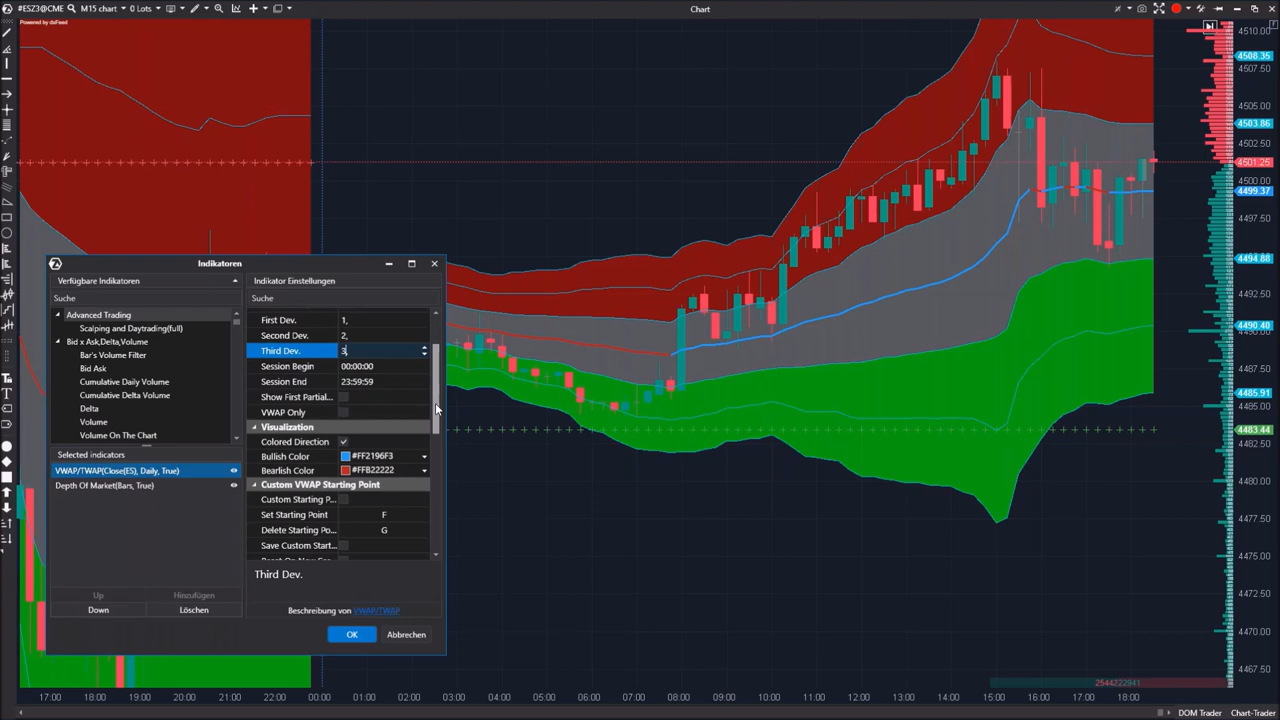 #ESZ3@CME M15 chart 0 Lots
Chart
Powered by dxFeed
Indikatoren
Verfügbare Indikatoren
Suche
Advanced Trading
Scalping and Daytrading(full)
Bid x Ask,Delta,Volume
Bar's Volume Filter
Bid Ask
Cumulative Daily Volume
Cumulative Delta Volume
Delta
Volume
Volume On The Chart
Selected indicators
VWAP/TWAP(Close(ES), Daily, True)
Depth Of Market(Bars, True)
Up
Hinzufügen
Down
Löschen
Indikator Einstellungen
Suche
First Dev. 1,
Second Dev. 2,
Third Dev. 3
Session Begin 00:00:00
Session End 23:59:59
Show First Partial...
VWAP Only
Visualization
Colored Direction
Bullish Color #FF2196F3
Bearish Color #FFB22222
Custom VWAP Starting Point
Custom Starting P...
Set Starting Point F
Delete Starting Po... G
Save Custom Start...
Third Dev.
Beschreibung von VWAP/TWAP
OK
Abbrechen
4510.00
4508.35
4507.50
4505.00
4503.86
4502.50
4501.25
4500.00
4499.37
4497.50
4494.88
4492.50
4490.40
4487.50
4485.91
4485.00
4483.44
4480.00
4477.50
4475.00
4472.50
4470.00
4467.50
2544222941
17:00 18:00 19:00 20:00 21:00 22:00 00:00 01:00 02:00 03:00 04:00 05:00 06:00 07:00 08:00 09:00 10:00 11:00 12:00 13:00 14:00 15:00 16:00 17:00 18:00
DOM Trader Chart-Trader